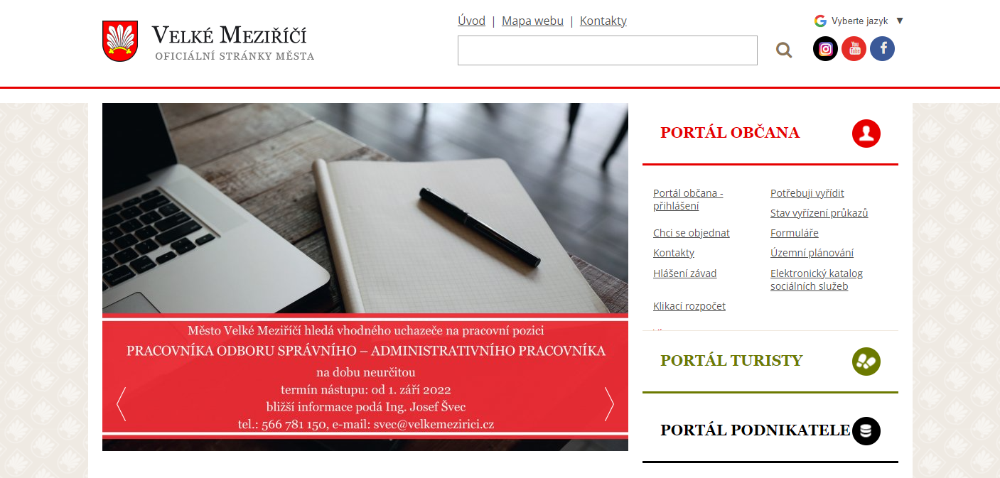 VELKÉ MEZIŘÍČÍ
OFICIÁLNÍ STRÁNKY MĚSTA
Úvod | Mapa webu | Kontakty
Vyberte jazyk ▼
You
Tube
Město Velké Meziříčí hledá vhodného uchazeče na pracovní pozici
PRACOVNÍKA ODBORU SPRÁVNÍHO – ADMINISTRATIVNÍHO PRACOVNÍKA
na dobu neurčitou
termín nástupu: od 1. září 2022
bližší informace podá Ing. Josef Švec
tel.: 566 781 150, e-mail: svec@velkemezirici.cz
PORTÁL OBČANA
Portál občana -
přihlášení
Potřebuji vyřídit
Stav vyřízení průkazů
Chci se objednat
Formuláře
Kontakty
Územní plánování
Hlášení závad
Elektronický katalog
sociálních služeb
Klikací rozpočet
PORTÁL TURISTY
PORTÁL PODNIKATELE